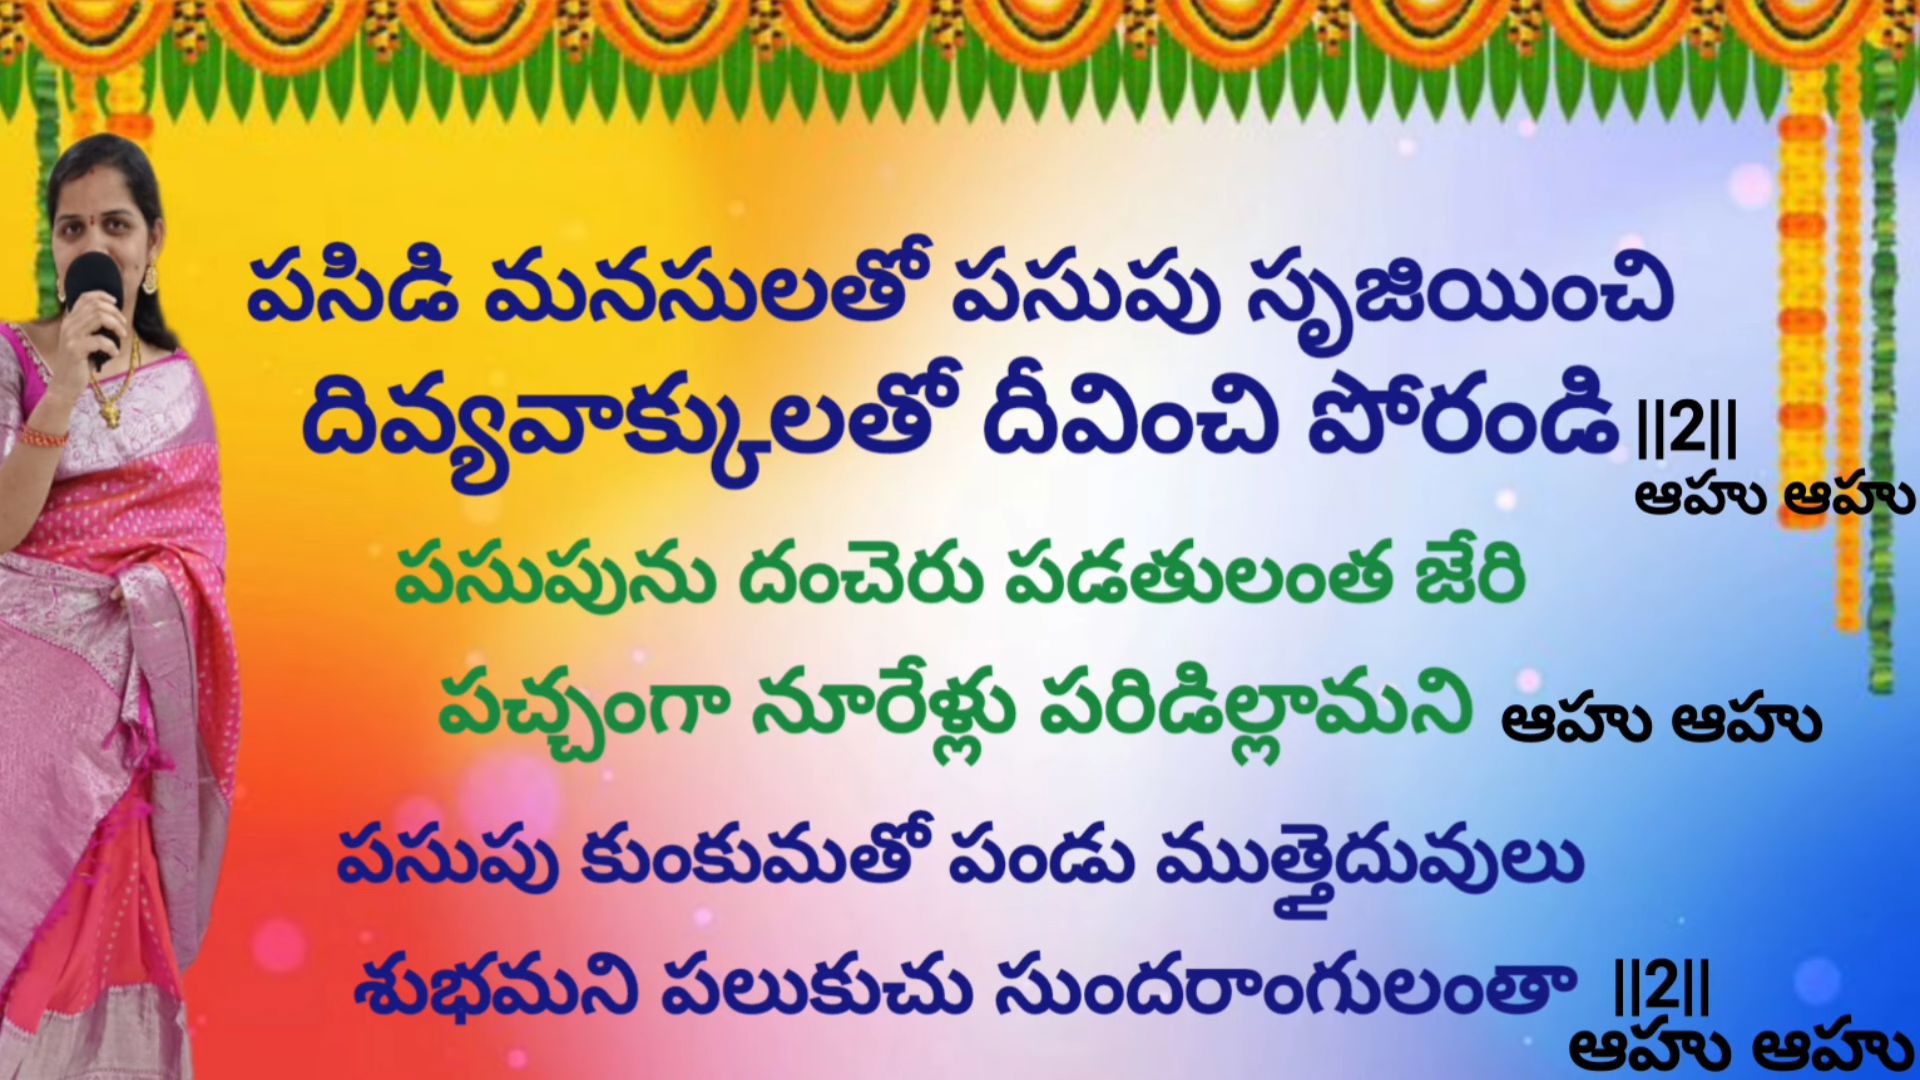 పసిడి మనసులతో పసుపు సృజియించి
దివ్యవాక్కులతో దీవించి పోరండి ||2||
ఆహు ఆహు
పసుపును దంచెరు పడతులంత జేరి
పచ్చంగా నూరేళ్లు పరిడిల్లామని ఆహు ఆహు
పసుపు కుంకుమతో పండు ముత్తైదువులు
శుభమని పలుకుచు సుందరాంగులంతా ||2||
ఆహు ఆహు